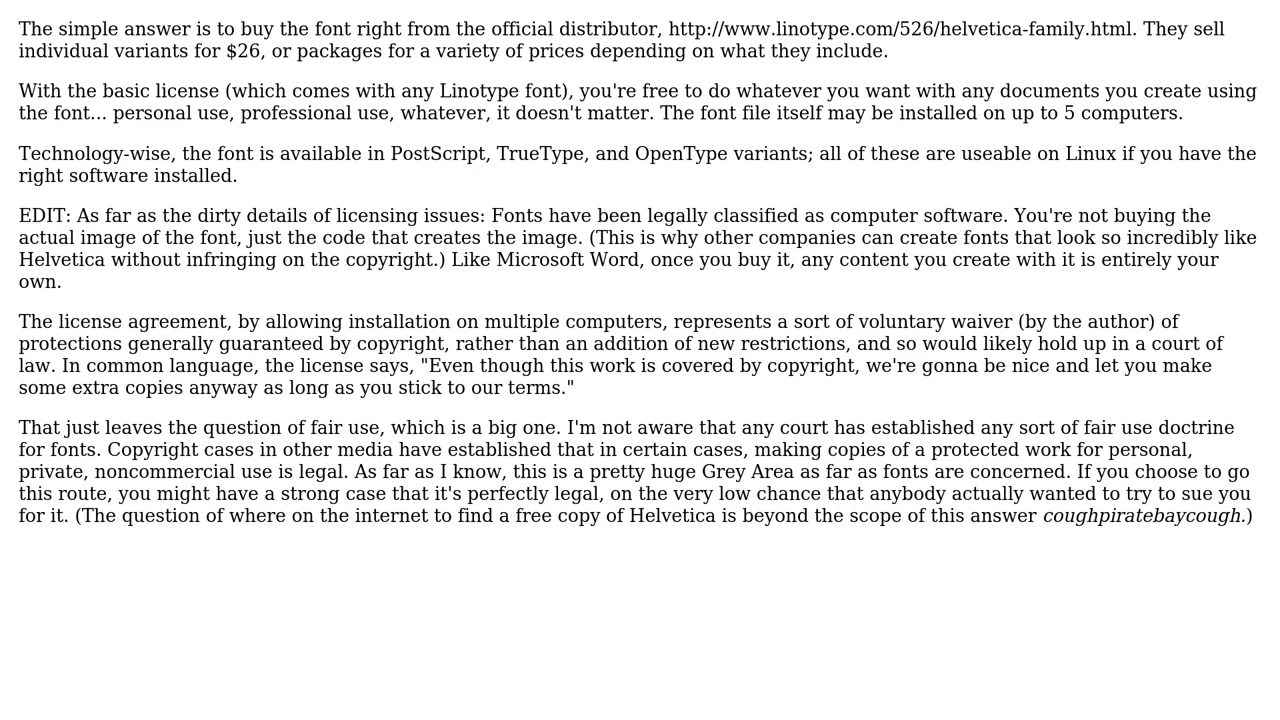 The simple answer is to buy the font right from the official distributor, http://www.linotype.com/526/helvetica-family.html. They sell
individual variants for $26, or packages for a variety of prices depending on what they include.
With the basic license (which comes with any Linotype font), you're free to do whatever you want with any documents you create using
the font... personal use, professional use, whatever, it doesn't matter. The font file itself may be installed on up to 5 computers.
Technology-wise, the font is available in PostScript, TrueType, and OpenType variants; all of these are useable on Linux if you have the
right software installed.
EDIT: As far as the dirty details of licensing issues: Fonts have been legally classified as computer software. You're not buying the
actual image of the font, just the code that creates the image. (This is why other companies can create fonts that look so incredibly like
Helvetica without infringing on the copyright.) Like Microsoft Word, once you buy it, any content you create with it is entirely your
own.
The license agreement, by allowing installation on multiple computers, represents a sort of voluntary waiver (by the author) of
protections generally guaranteed by copyright, rather than an addition of new restrictions, and so would likely hold up in a court of
law. In common language, the license says, "Even though this work is covered by copyright, we're gonna be nice and let you make
some extra copies anyway as long as you stick to our terms."
That just leaves the question of fair use, which is a big one. I'm not aware that any court has established any sort of fair use doctrine
for fonts. Copyright cases in other media have established that in certain cases, making copies of a protected work for personal,
private, noncommercial use is legal. As far as I know, this is a pretty huge Grey Area as far as fonts are concerned. If you choose to go
this route, you might have a strong case that it's perfectly legal, on the very low chance that anybody actually wanted to try to sue you
for it. (The question of where on the internet to find a free copy of Helvetica is beyond the scope of this answer coughpiratebaycough.)